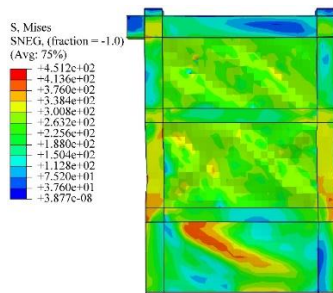 S, Mises
SNEG, (fraction = -1.0)
(Avg: 75%)
+4.512e+02
+4.136e+02
+3.760e+02
+3.384e+02
+3.008e+02
+2.632e+02
+2.256e+02
+1.880e+02
+1.504e+02
+1.128e+02
+7.520e+01
+3.760e+01
+3.877e-08